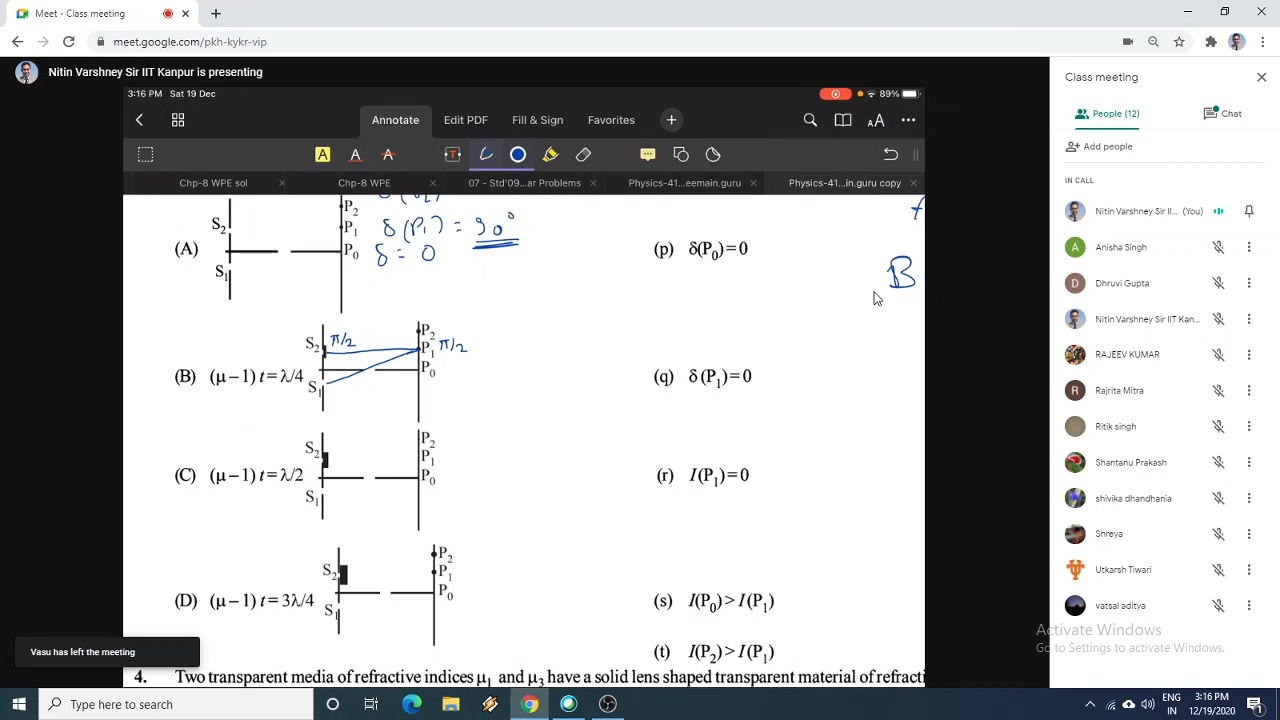 Meet - Class meeting
meet.google.com/pkh-kykr-vip
Nitin Varshney Sir IIT Kanpur is presenting
3:16 PM Sat 19 Dec
89%
Annotate
Edit PDF
Fill & Sign
Favorites
Chp-8 WPE sol
Chp-8 WPE
07 - Std'09...ar Problems
Physics-41...eemain.guru
Physics-41...in.guru copy
S₂
S₁
P₂
P₁
P₀
δ(P₁) = 90°
δ = 0
(A)
(p) δ(P₀)=0
B
(B) (μ−1) t = λ/4
S₂
S₁
π/2
P₂
P₁ π/2
P₀
(q) δ (P₁)=0
(C) (μ−1) t = λ/2
S₂
S₁
P₂
P₁
P₀
(r) I(P₁)=0
(D) (μ−1) t = 3λ/4
S₂
S₁
P₂
P₁
P₀
(s) I(P₀)>I(P₁)
(t) I(P₂)>I(P₁)
4. Two transparent media of refractive indices μ₁ and μ₃ have a solid lens shaped transparent material of refracti
Vasu has left the meeting
Class meeting
People (12)
Chat
Add people
IN CALL
Nitin Varshney Sir II... (You)
Anisha Singh
Dhruvi Gupta
Nitin Varshney Sir IIT Kan...
RAJEEV KUMAR
Rajrita Mitra
Ritik singh
Shantanu Prakash
shivika dhandhania
Shreya
Utkarsh Tiwari
vatsal aditya
Activate Windows
Go to Settings to activate Windows.
Type here to search
ENG
IN
3:16 PM
12/19/2020